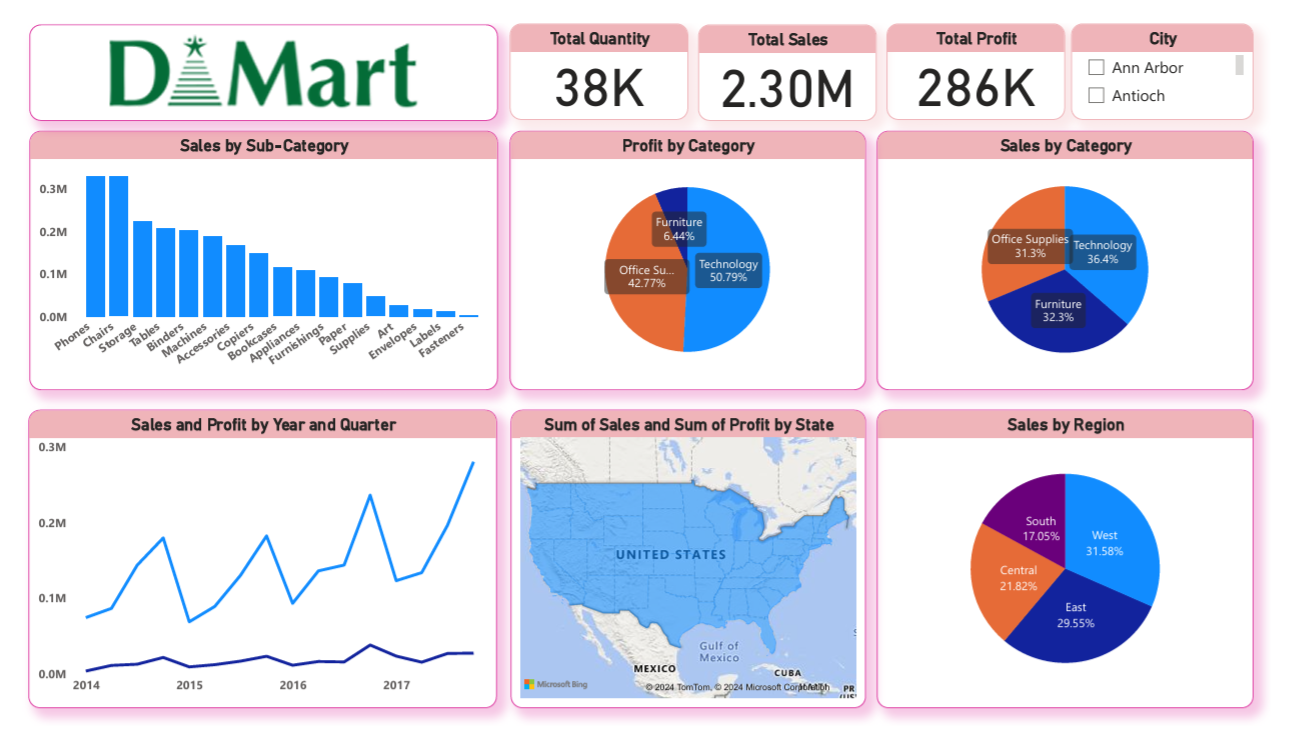 D Mart
Total Quantity
38K
Total Sales
2.30M
Total Profit
286K
City
Ann Arbor
Antioch
Sales by Sub-Category
0.3M
0.2M
0.1M
0.0M
Phones
Chairs
Storage
Tables
Binders
Machines
Accessories
Copiers
Bookcases
Appliances
Furnishings
Paper
Supplies
Art
Envelopes
Labels
Fasteners
Profit by Category
Furniture
6.44%
Office Su...
42.77%
Technology
50.79%
Sales by Category
Office Supplies
31.3%
Technology
36.4%
Furniture
32.3%
Sales and Profit by Year and Quarter
0.3M
0.2M
0.1M
0.0M
2014
2015
2016
2017
Sum of Sales and Sum of Profit by State
UNITED STATES
Gulf of
Mexico
MEXICO
CUBA
PR
Microsoft Bing
© 2024 TomTom, © 2024 Microsoft Corporation
Sales by Region
South
17.05%
West
31.58%
Central
21.82%
East
29.55%